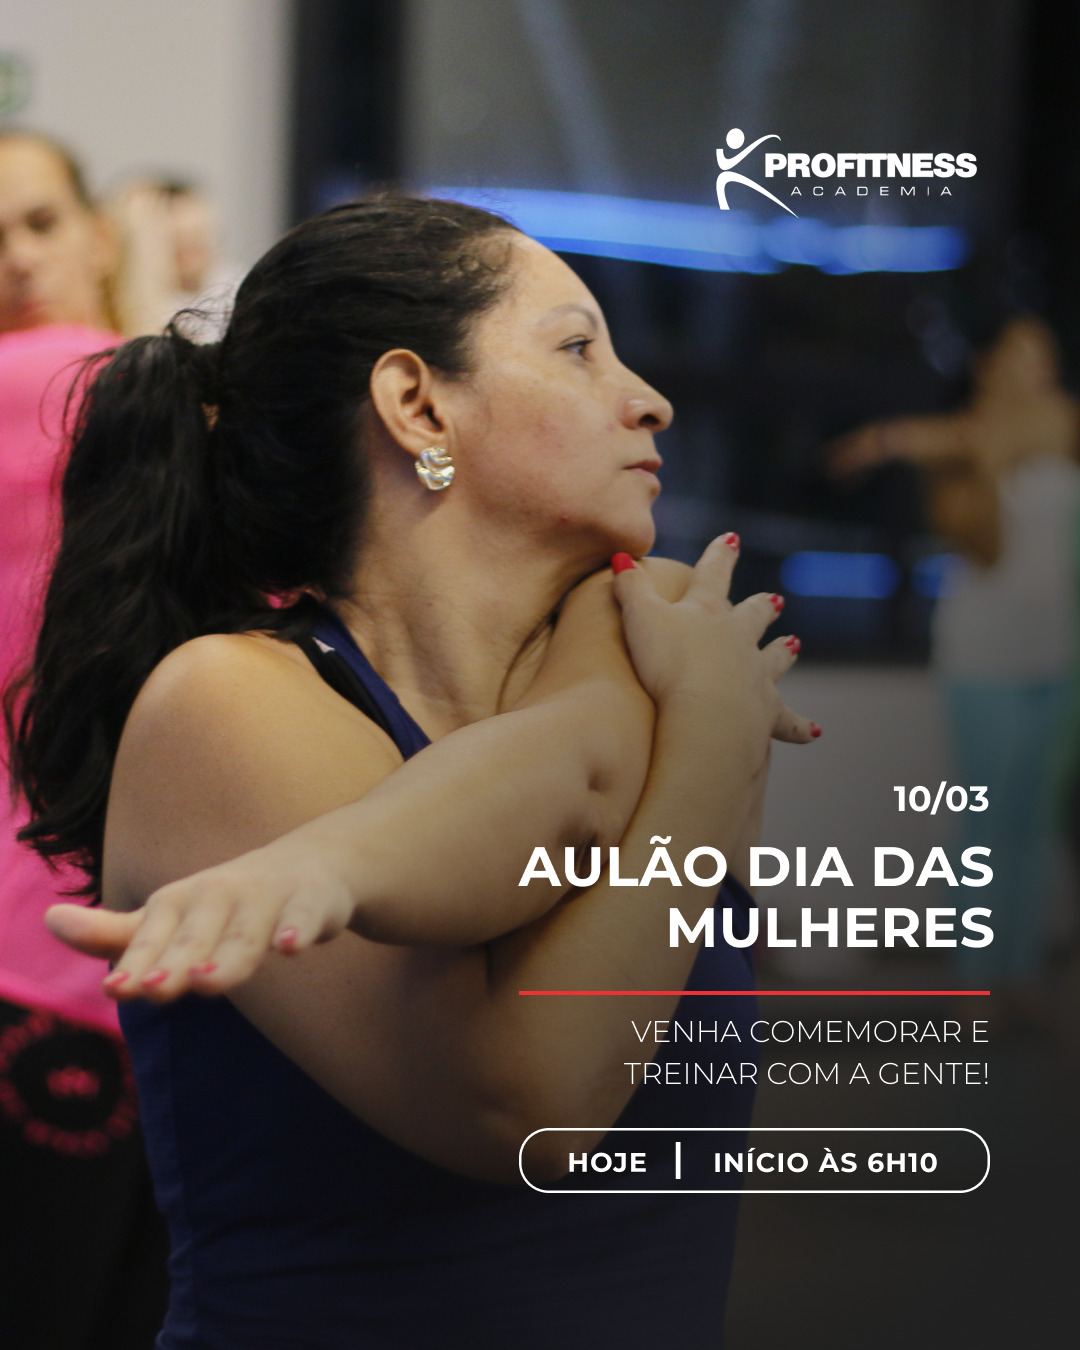 PROFITNESS
ACADEMIA
10/03
AULÃO DIA DAS
MULHERES
VENHA COMEMORAR E
TREINAR COM A GENTE!
HOJE | INÍCIO ÀS 6H10